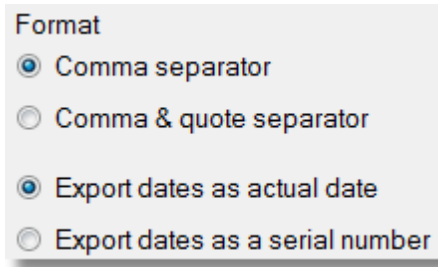 Format
Comma separator
Comma & quote separator
Export dates as actual date
Export dates as a serial number